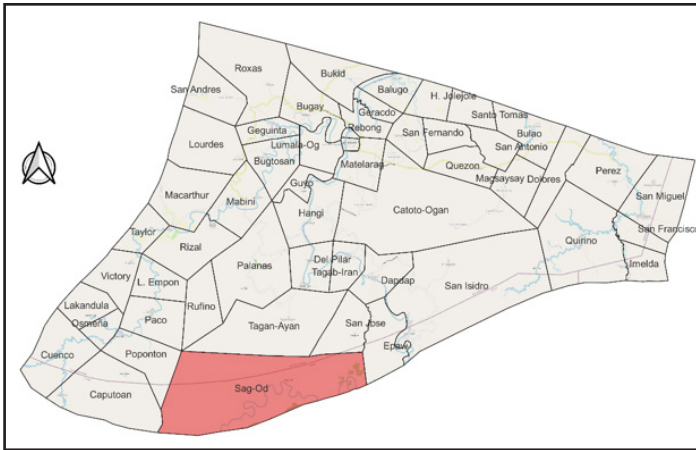 Roxas
Bukid
San Andres
Balugo
H. Jolejole
Bugay
Geracdo
Santo Tomas
Geguinta
Rebong
San Fernando
Bulao
Lourdes
Lumala-Og
San Antonio
Bugtosan
Matelarag
Quezon
Perez
Guyo
Magsaysay
Dolores
Macarthur
Mabini
San Miguel
Hangi
Catoto-Ogan
Taylor
San Francisco
Rizal
Quirino
Palanas
Del Pilar
Imelda
Victory
Tagab-Iran
L. Empon
Dapdap
San Isidro
Lakandula
Rufino
Osmeña
Paco
Tagan-Ayan
San Jose
Cuenco
Poponton
Epaw
Sag-Od
Caputoan